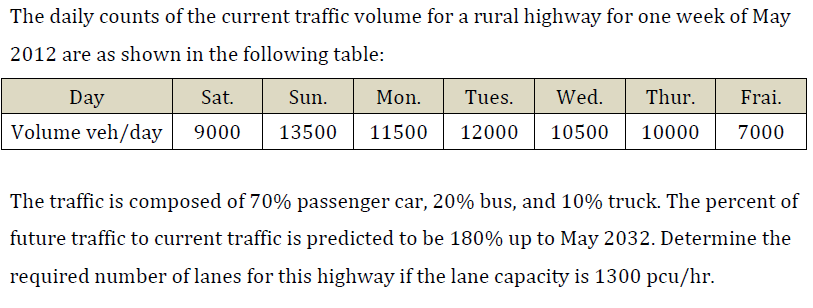 The daily counts of the current traffic volume for a rural highway for one week of May
2012 are as shown in the following table:
Day Sat. Sun. Mon. Tues. Wed. Thur. Frai.
Volume veh/day 9000 13500 11500 12000 10500 10000 7000
The traffic is composed of 70% passenger car, 20% bus, and 10% truck. The percent of
future traffic to current traffic is predicted to be 180% up to May 2032. Determine the
required number of lanes for this highway if the lane capacity is 1300 pcu/hr.